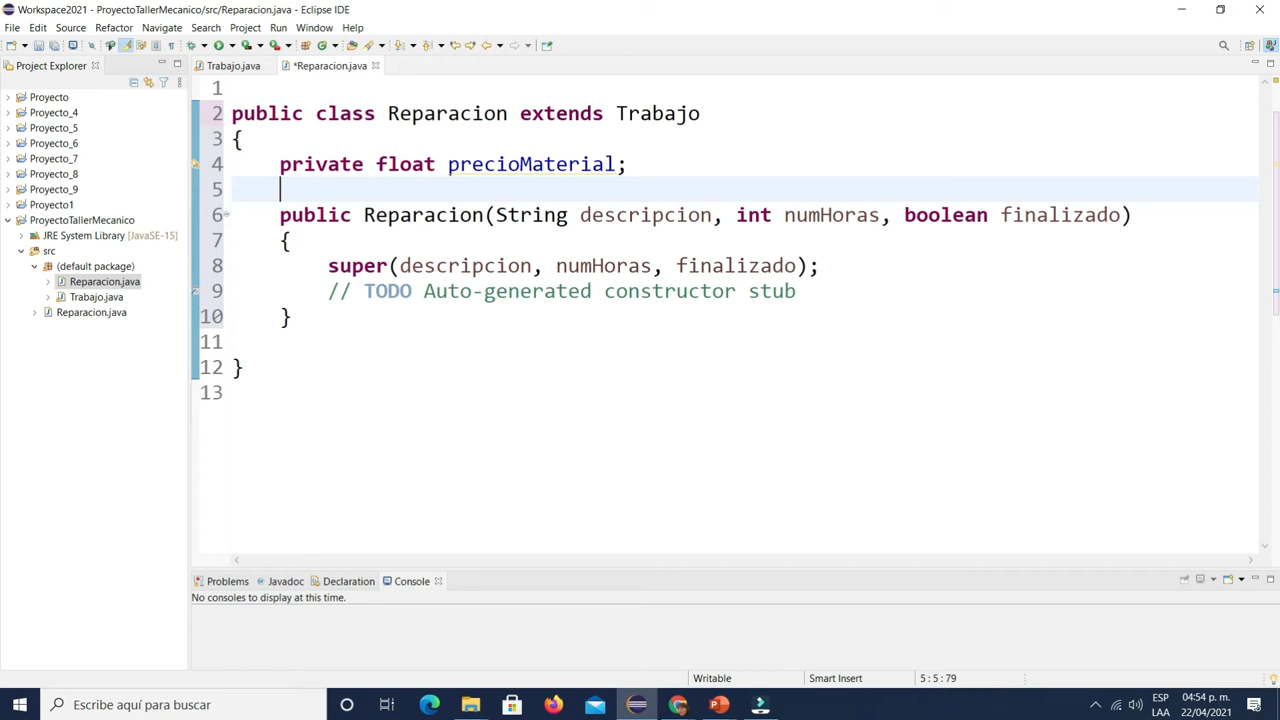 Workspace2021 - ProyectoTallerMecanico/src/Reparacion.java - Eclipse IDE
File Edit Source Refactor Navigate Search Project Run Window Help
Project Explorer
Trabajo.java
*Reparacion.java
Proyecto
Proyecto_4
Proyecto_5
Proyecto_6
Proyecto_7
Proyecto_8
Proyecto_9
Proyecto1
ProyectoTallerMecanico
JRE System Library [JavaSE-15]
src
(default package)
Reparacion.java
Trabajo.java
Reparacion.java
1
2 public class Reparacion extends Trabajo
3 {
4 private float precioMaterial;
5
6 public Reparacion(String descripcion, int numHoras, boolean finalizado)
7 {
8 super(descripcion, numHoras, finalizado);
9 // TODO Auto-generated constructor stub
10 }
11
12 }
13
Problems Javadoc Declaration Console
No consoles to display at this time.
Writable Smart Insert 5 : 5 : 79
Escribe aquí para buscar
ESP 04:54 p. m.
LAA 22/04/2021